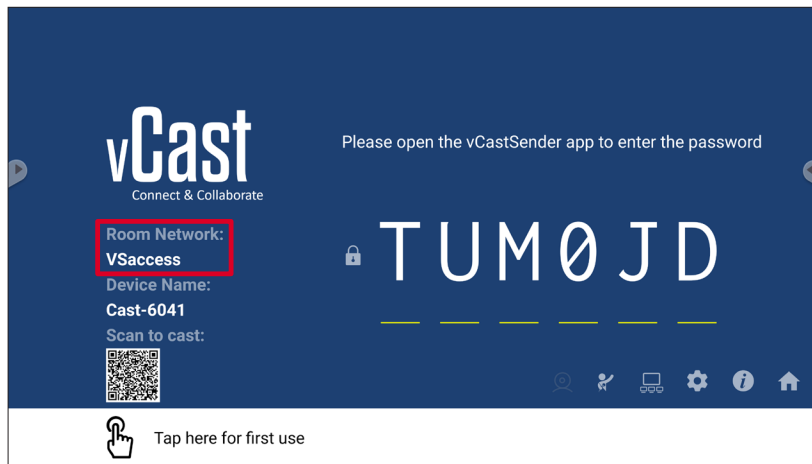 vCast
Connect & Collaborate
Please open the vCastSender app to enter the password
Room Network:
VSaccess
Device Name:
Cast-6041
Scan to cast:
TUM0JD
Tap here for first use